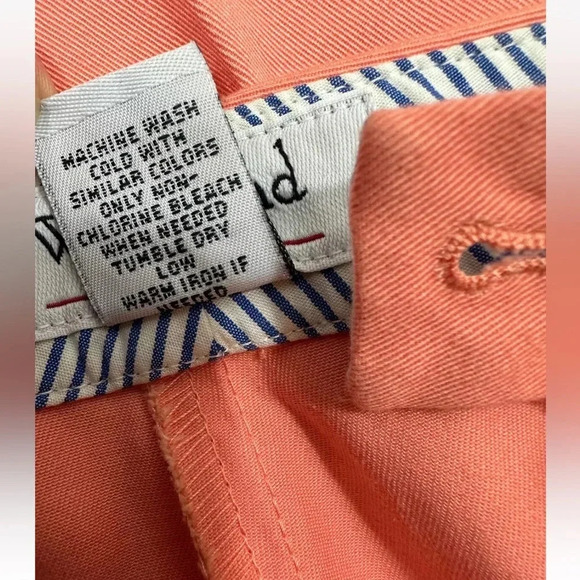 MACHINE WASH
COLD WITH
SIMILAR COLORS
ONLY NON-
CHLORINE BLEACH
WHEN NEEDED
TUMBLE DRY
LOW
WARM IRON IF
NEEDED